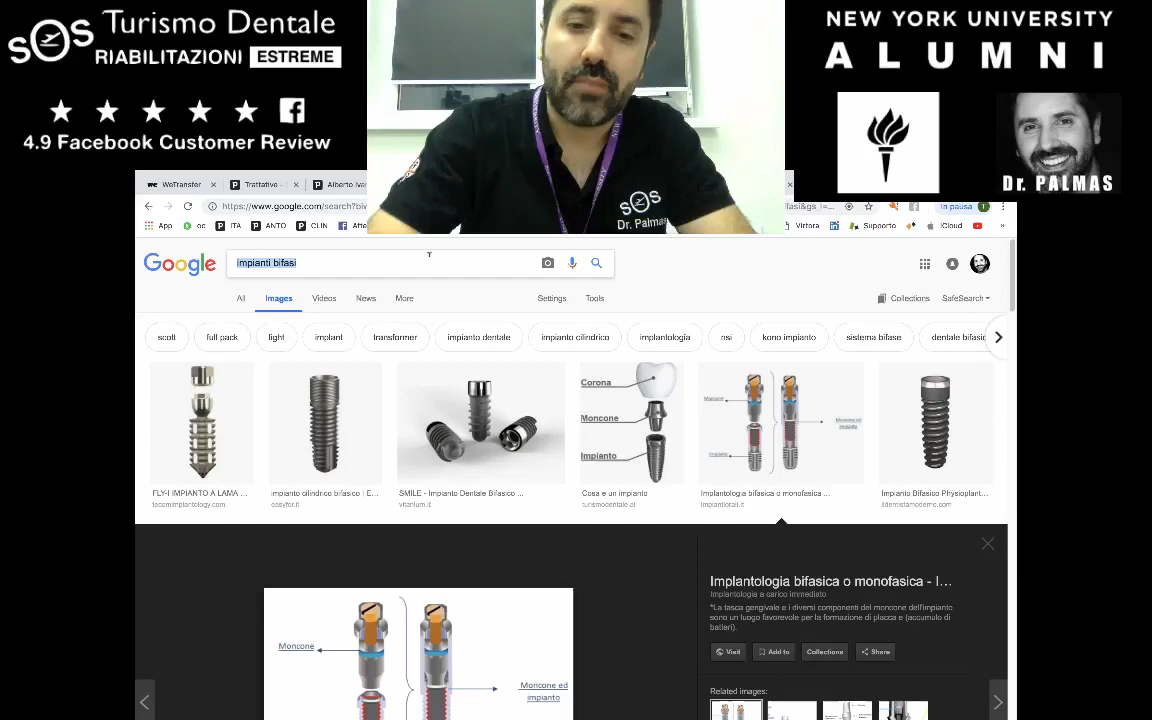 SOS Turismo Dentale
RIABILITAZIONI ESTREME
4.9 Facebook Customer Review
NEW YORK UNIVERSITY
ALUMNI
Dr. PALMAS
SOS
Dr. Palmas
WeTransfer
Trattative -
Alberto Ivan
https://www.google.com/search?biw
In pausa
App
oc
ITA
ANTO
CLIN
Virtora
Supporto
iCloud
Google
impianti bifasi
All
Images
Videos
News
More
Settings
Tools
Collections
SafeSearch
scott
full pack
light
implant
transformer
impianto dentale
impianto cilindrico
implantologia
nsi
kono impianto
sistema bifase
dentale bifasic
Corona
Moncone
Impianto
FLY-I IMPIANTO A LAMA ...
tecomimplantology.com
impianto cilindrico bifasico | E...
easyfor.it
SMILE - Impianto Dentale Bifasico ...
vitanium.it
Cosa e un impianto
turismodentale.al
Implantologia bifasica o monofasica ...
impiantiorali.it
Impianto Bifasico Physioplant...
ildentistamoderno.com
Moncone
Moncone ed
impianto
Implantologia bifasica o monofasica - I...
Implantologia a carico immediato
*La tasca gengivale e i diversi componenti del moncone dell'impianto
sono un luogo favorevole per la formazione di placca e (accumulo di
batteri).
Visit
Add to
Collections
Share
Related images: